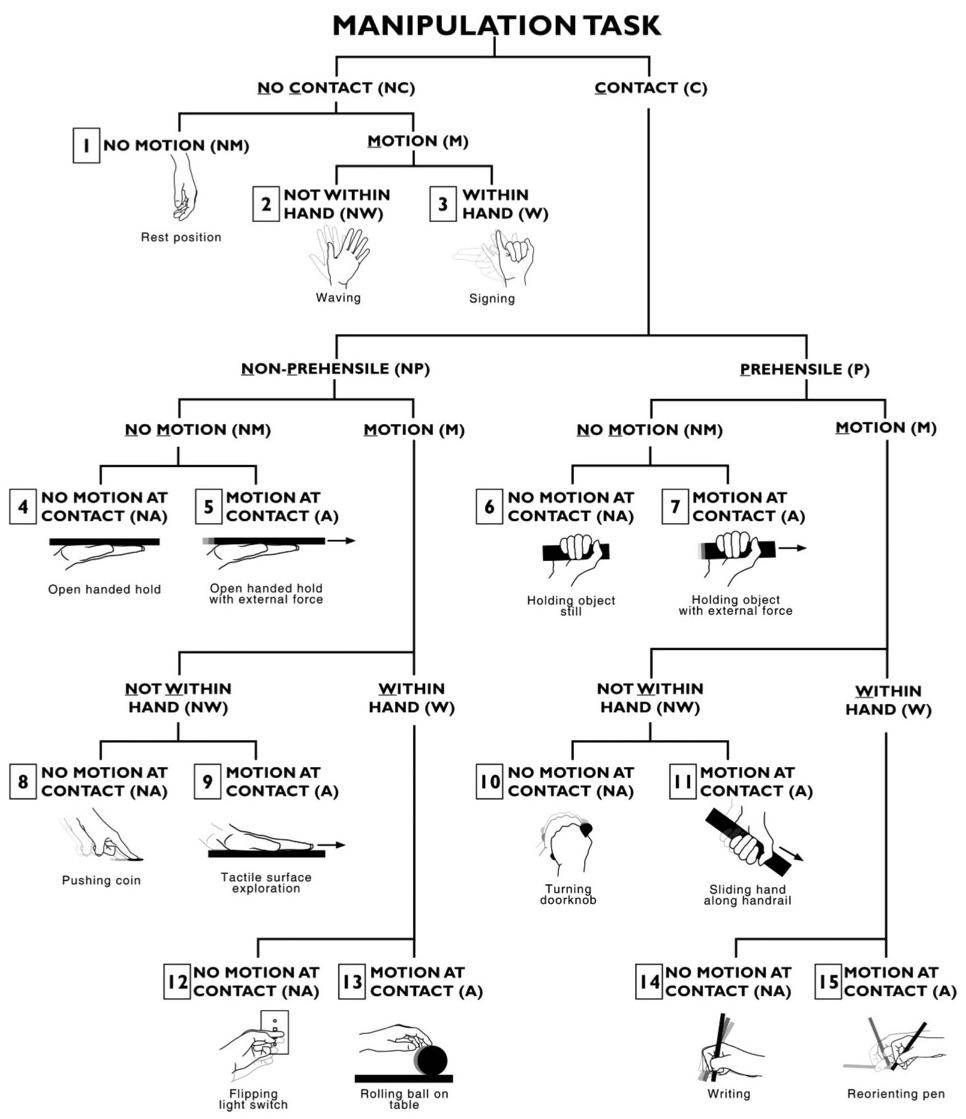 MANIPULATION TASK
NO CONTACT (NC)
CONTACT (C)
1 NO MOTION (NM)
MOTION (M)
Rest position
2 NOT WITHIN
HAND (NW)
3 WITHIN
HAND (W)
Waving
Signing
NON-PREHENSILE (NP)
PREHENSILE (P)
NO MOTION (NM)
MOTION (M)
NO MOTION (NM)
MOTION (M)
4 NO MOTION AT
CONTACT (NA)
5 MOTION AT
CONTACT (A)
6 NO MOTION AT
CONTACT (NA)
7 MOTION AT
CONTACT (A)
Open handed hold
Open handed hold
with external force
Holding object
still
Holding object
with external force
NOT WITHIN
HAND (NW)
WITHIN
HAND (W)
NOT WITHIN
HAND (NW)
WITHIN
HAND (W)
8 NO MOTION AT
CONTACT (NA)
9 MOTION AT
CONTACT (A)
10 NO MOTION AT
CONTACT (NA)
11 MOTION AT
CONTACT (A)
Pushing coin
Tactile surface
exploration
Turning
doorknob
Sliding hand
along handrail
12 NO MOTION AT
CONTACT (NA)
13 MOTION AT
CONTACT (A)
14 NO MOTION AT
CONTACT (NA)
15 MOTION AT
CONTACT (A)
Flipping
light switch
Rolling ball on
table
Writing
Reorienting pen